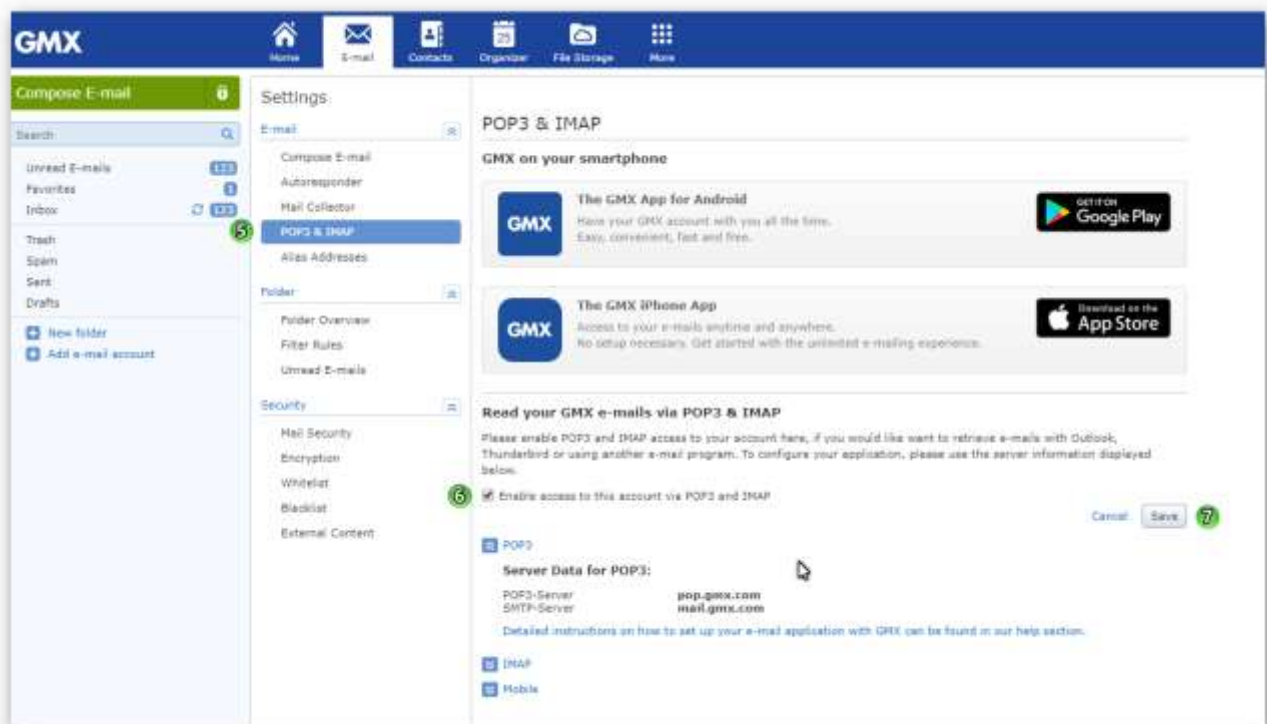 GMX
Home
E-mail
Contacts
25
Organizer
File Storage
More
Compose E-mail
Search
Unread E-mails 123
Favorites 1
Inbox 123
Trash
Spam
Sent
Drafts
New folder
Add e-mail account
Settings
E-mail
Compose E-mail
Autoresponder
Mail Collector
5 POP3 & IMAP
Alias Addresses
Folder
Folder Overview
Filter Rules
Unread E-mails
Security
Mail Security
Encryption
Whitelist
Blacklist
External Content
POP3 & IMAP
GMX on your smartphone
GMX
The GMX App for Android
Have your GMX account with you all the time.
Easy, convenient, fast and free.
GET IT ON
Google Play
GMX
The GMX iPhone App
Access to your e-mails anytime and anywhere.
No setup necessary. Get started with the unlimited e-mailing experience.
Download on the
App Store
Read your GMX e-mails via POP3 & IMAP
Please enable POP3 and IMAP access to your account here, if you would like want to retrieve e-mails with Outlook,
Thunderbird or using another e-mail program. To configure your application, please use the server information displayed
below.
6 Enable access to this account via POP3 and IMAP
Cancel Save 7
POP3
Server Data for POP3:
POP3-Server pop.gmx.com
SMTP-Server mail.gmx.com
Detailed instructions on how to set up your e-mail application with GMX can be found in our help section.
IMAP
Mobile